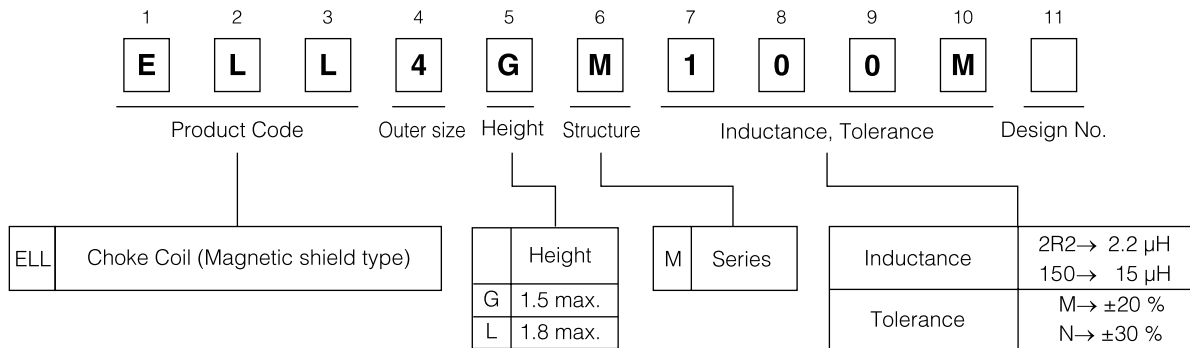 1 2 3 4 5 6 7 8 9 10 11
E L L 4 G M 1 0 0 M
Product Code Outer size Height Structure Inductance, Tolerance Design No.
ELL Choke Coil (Magnetic shield type)
Height
G 1.5 max.
L 1.8 max.
M Series
Inductance 2R2→ 2.2 µH
150→ 15 µH
Tolerance M→ ±20 %
N→ ±30 %